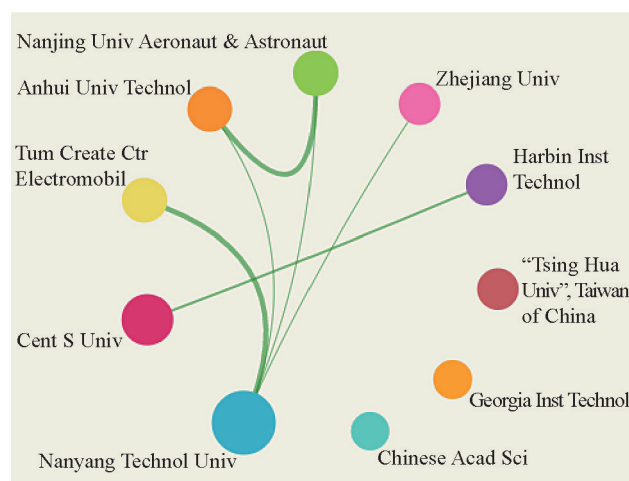 Nanjing Univ Aeronaut & Astronaut
Anhui Univ Technol
Zhejiang Univ
Tum Create Ctr
Electromobil
Harbin Inst
Technol
“Tsing Hua
Univ”, Taiwan
of China
Cent S Univ
Georgia Inst Technol
Nanyang Technol Univ
Chinese Acad Sci